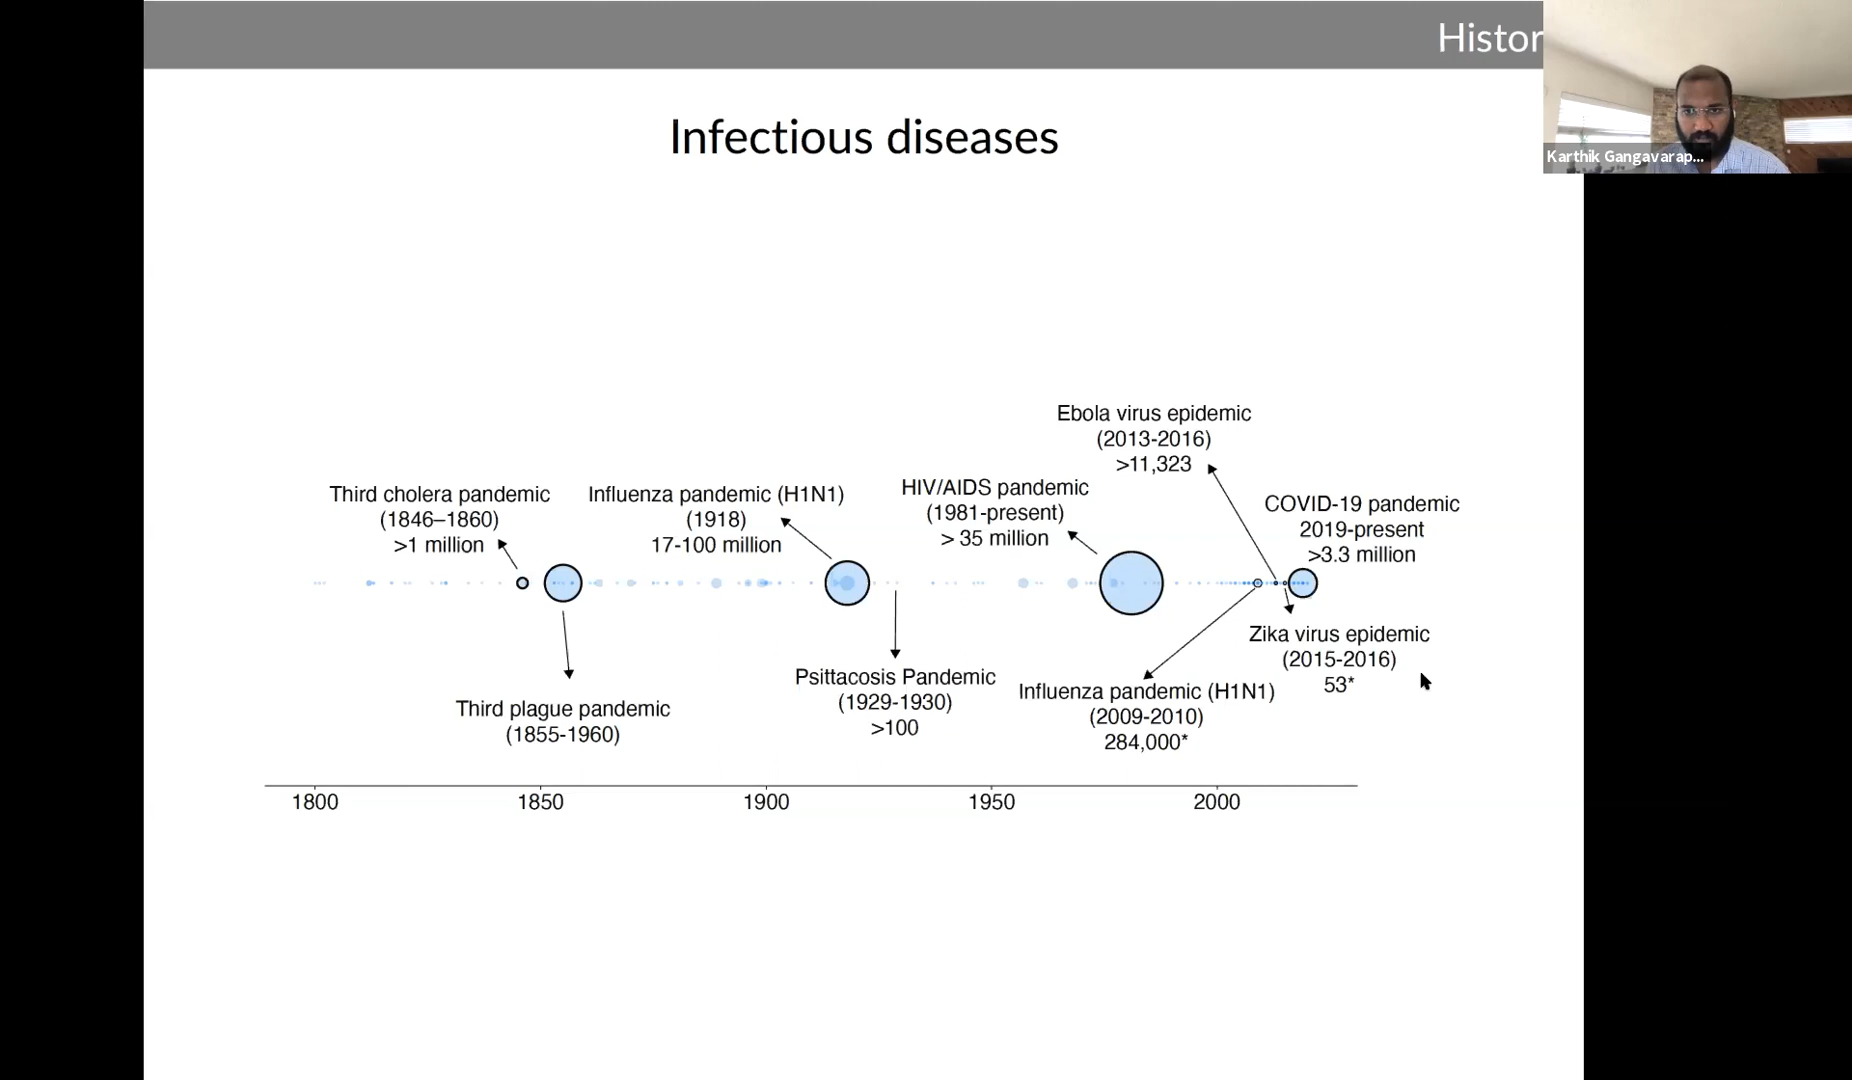 Histor
Karthik Gangavarap...
Infectious diseases
Ebola virus epidemic
(2013-2016)
>11,323
Third cholera pandemic
(1846–1860)
>1 million
Influenza pandemic (H1N1)
(1918)
17-100 million
HIV/AIDS pandemic
(1981-present)
> 35 million
COVID-19 pandemic
2019-present
>3.3 million
Third plague pandemic
(1855-1960)
Psittacosis Pandemic
(1929-1930)
>100
Influenza pandemic (H1N1)
(2009-2010)
284,000*
Zika virus epidemic
(2015-2016)
53*
1800 1850 1900 1950 2000